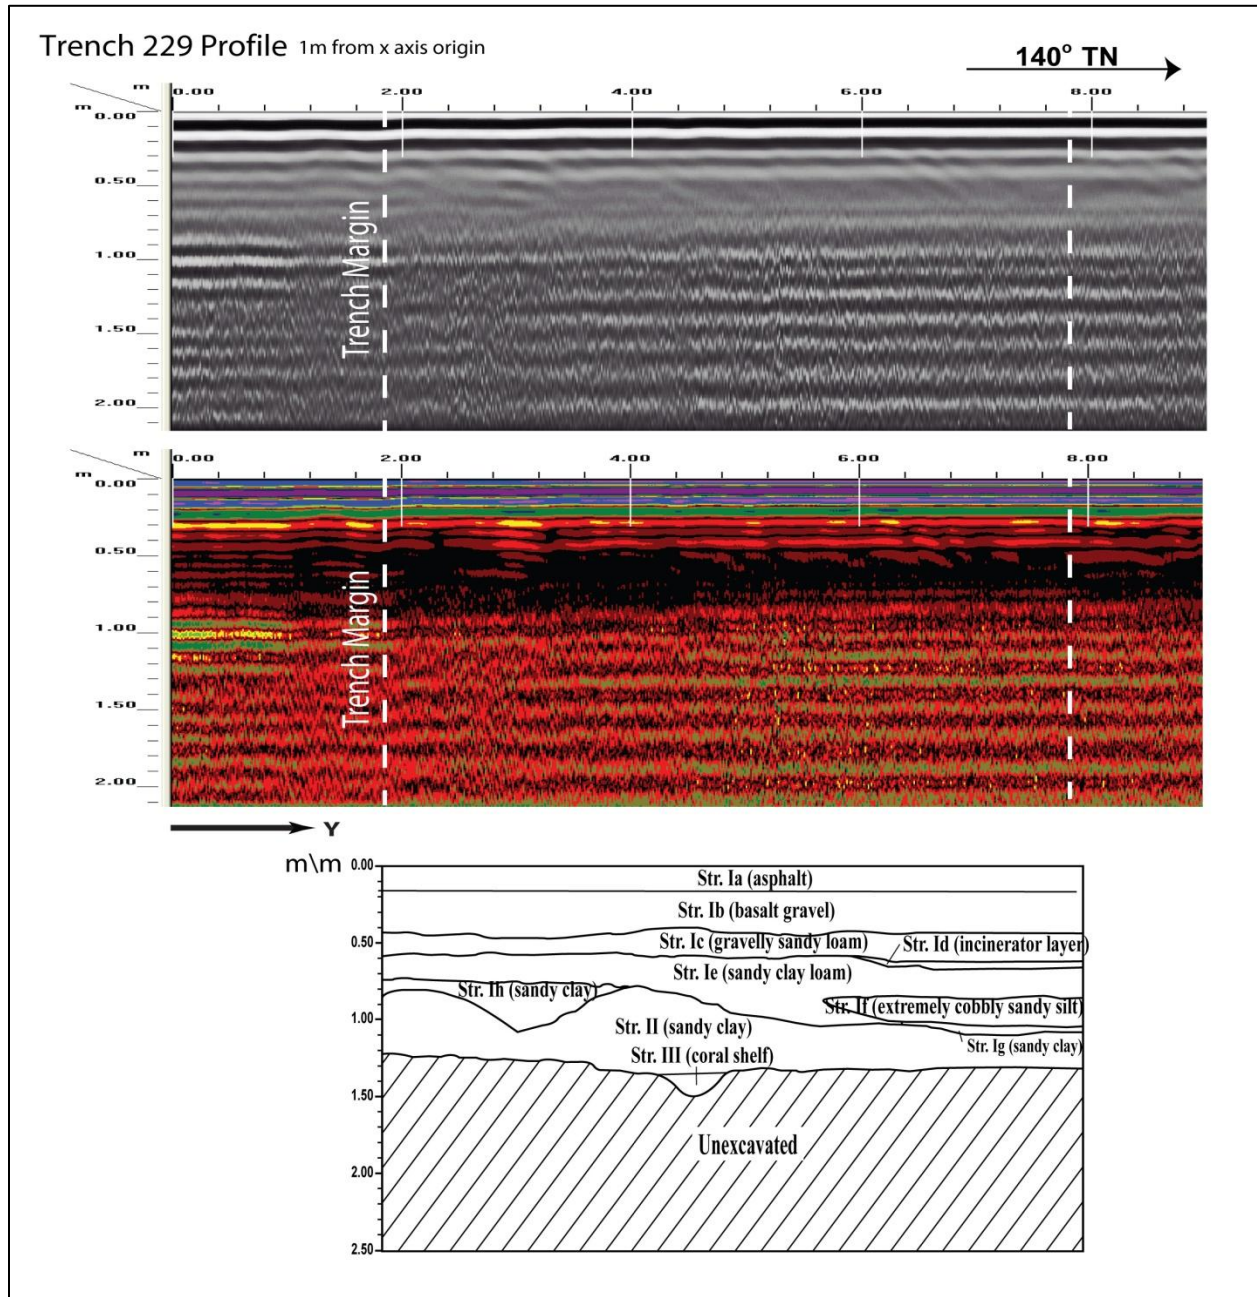 Trench 229 Profile 1m from x axis origin
140° TN
m 0.00 2.00 4.00 6.00 8.00
m
0.00
0.50
1.00
1.50
2.00
Trench Margin
m 0.00 2.00 4.00 6.00 8.00
m
0.00
0.50
1.00
1.50
2.00
Trench Margin
Y
m\m
0.00
0.50
1.00
1.50
2.00
2.50
Str. Ia (asphalt)
Str. Ib (basalt gravel)
Str. Ic (gravelly sandy loam)
Str. Id (incinerator layer)
Str. Ie (sandy clay loam)
Str. Ih (sandy clay)
Str. If (extremely cobbly sandy silt)
Str. II (sandy clay)
Str. Ig (sandy clay)
Str. III (coral shelf)
Unexcavated